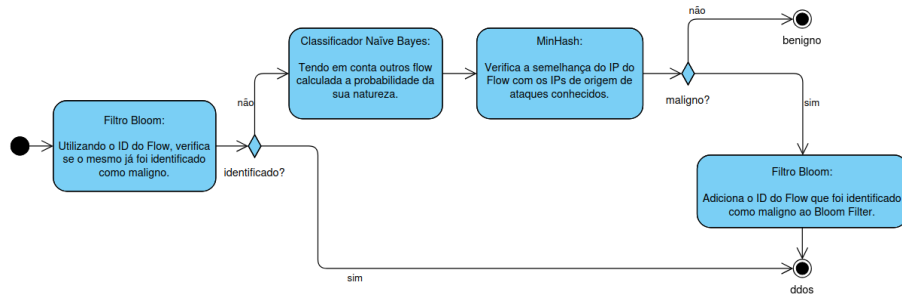 Filtro Bloom:
Utilizando o ID do Flow, verifica
se o mesmo já foi identificado
como maligno.
identificado?
não
sim
Classificador Naïve Bayes:
Tendo em conta outros flow
calculada a probabilidade da
sua natureza.
MinHash:
Verifica a semelhança do IP do
Flow com os IPs de origem de
ataques conhecidos.
maligno?
não
benigno
sim
Filtro Bloom:
Adiciona o ID do Flow que foi identificado
como maligno ao Bloom Filter.
ddos